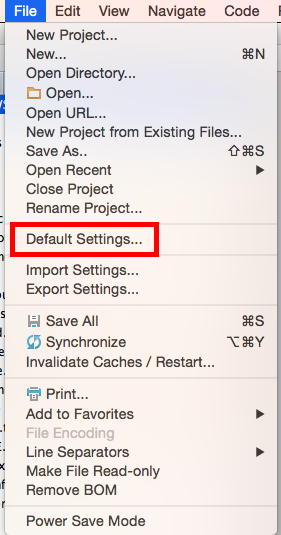 File Edit View Navigate Code
New Project...
New... ⌘N
Open Directory...
Open...
Open URL...
New Project from Existing Files...
Save As.. ⇧⌘S
Open Recent ▶
Close Project
Rename Project...
Default Settings...
Import Settings...
Export Settings...
Save All ⌘S
Synchronize ⌥⌘Y
Invalidate Caches / Restart...
Print...
Add to Favorites ▶
File Encoding
Line Separators ▶
Make File Read-only
Remove BOM
Power Save Mode